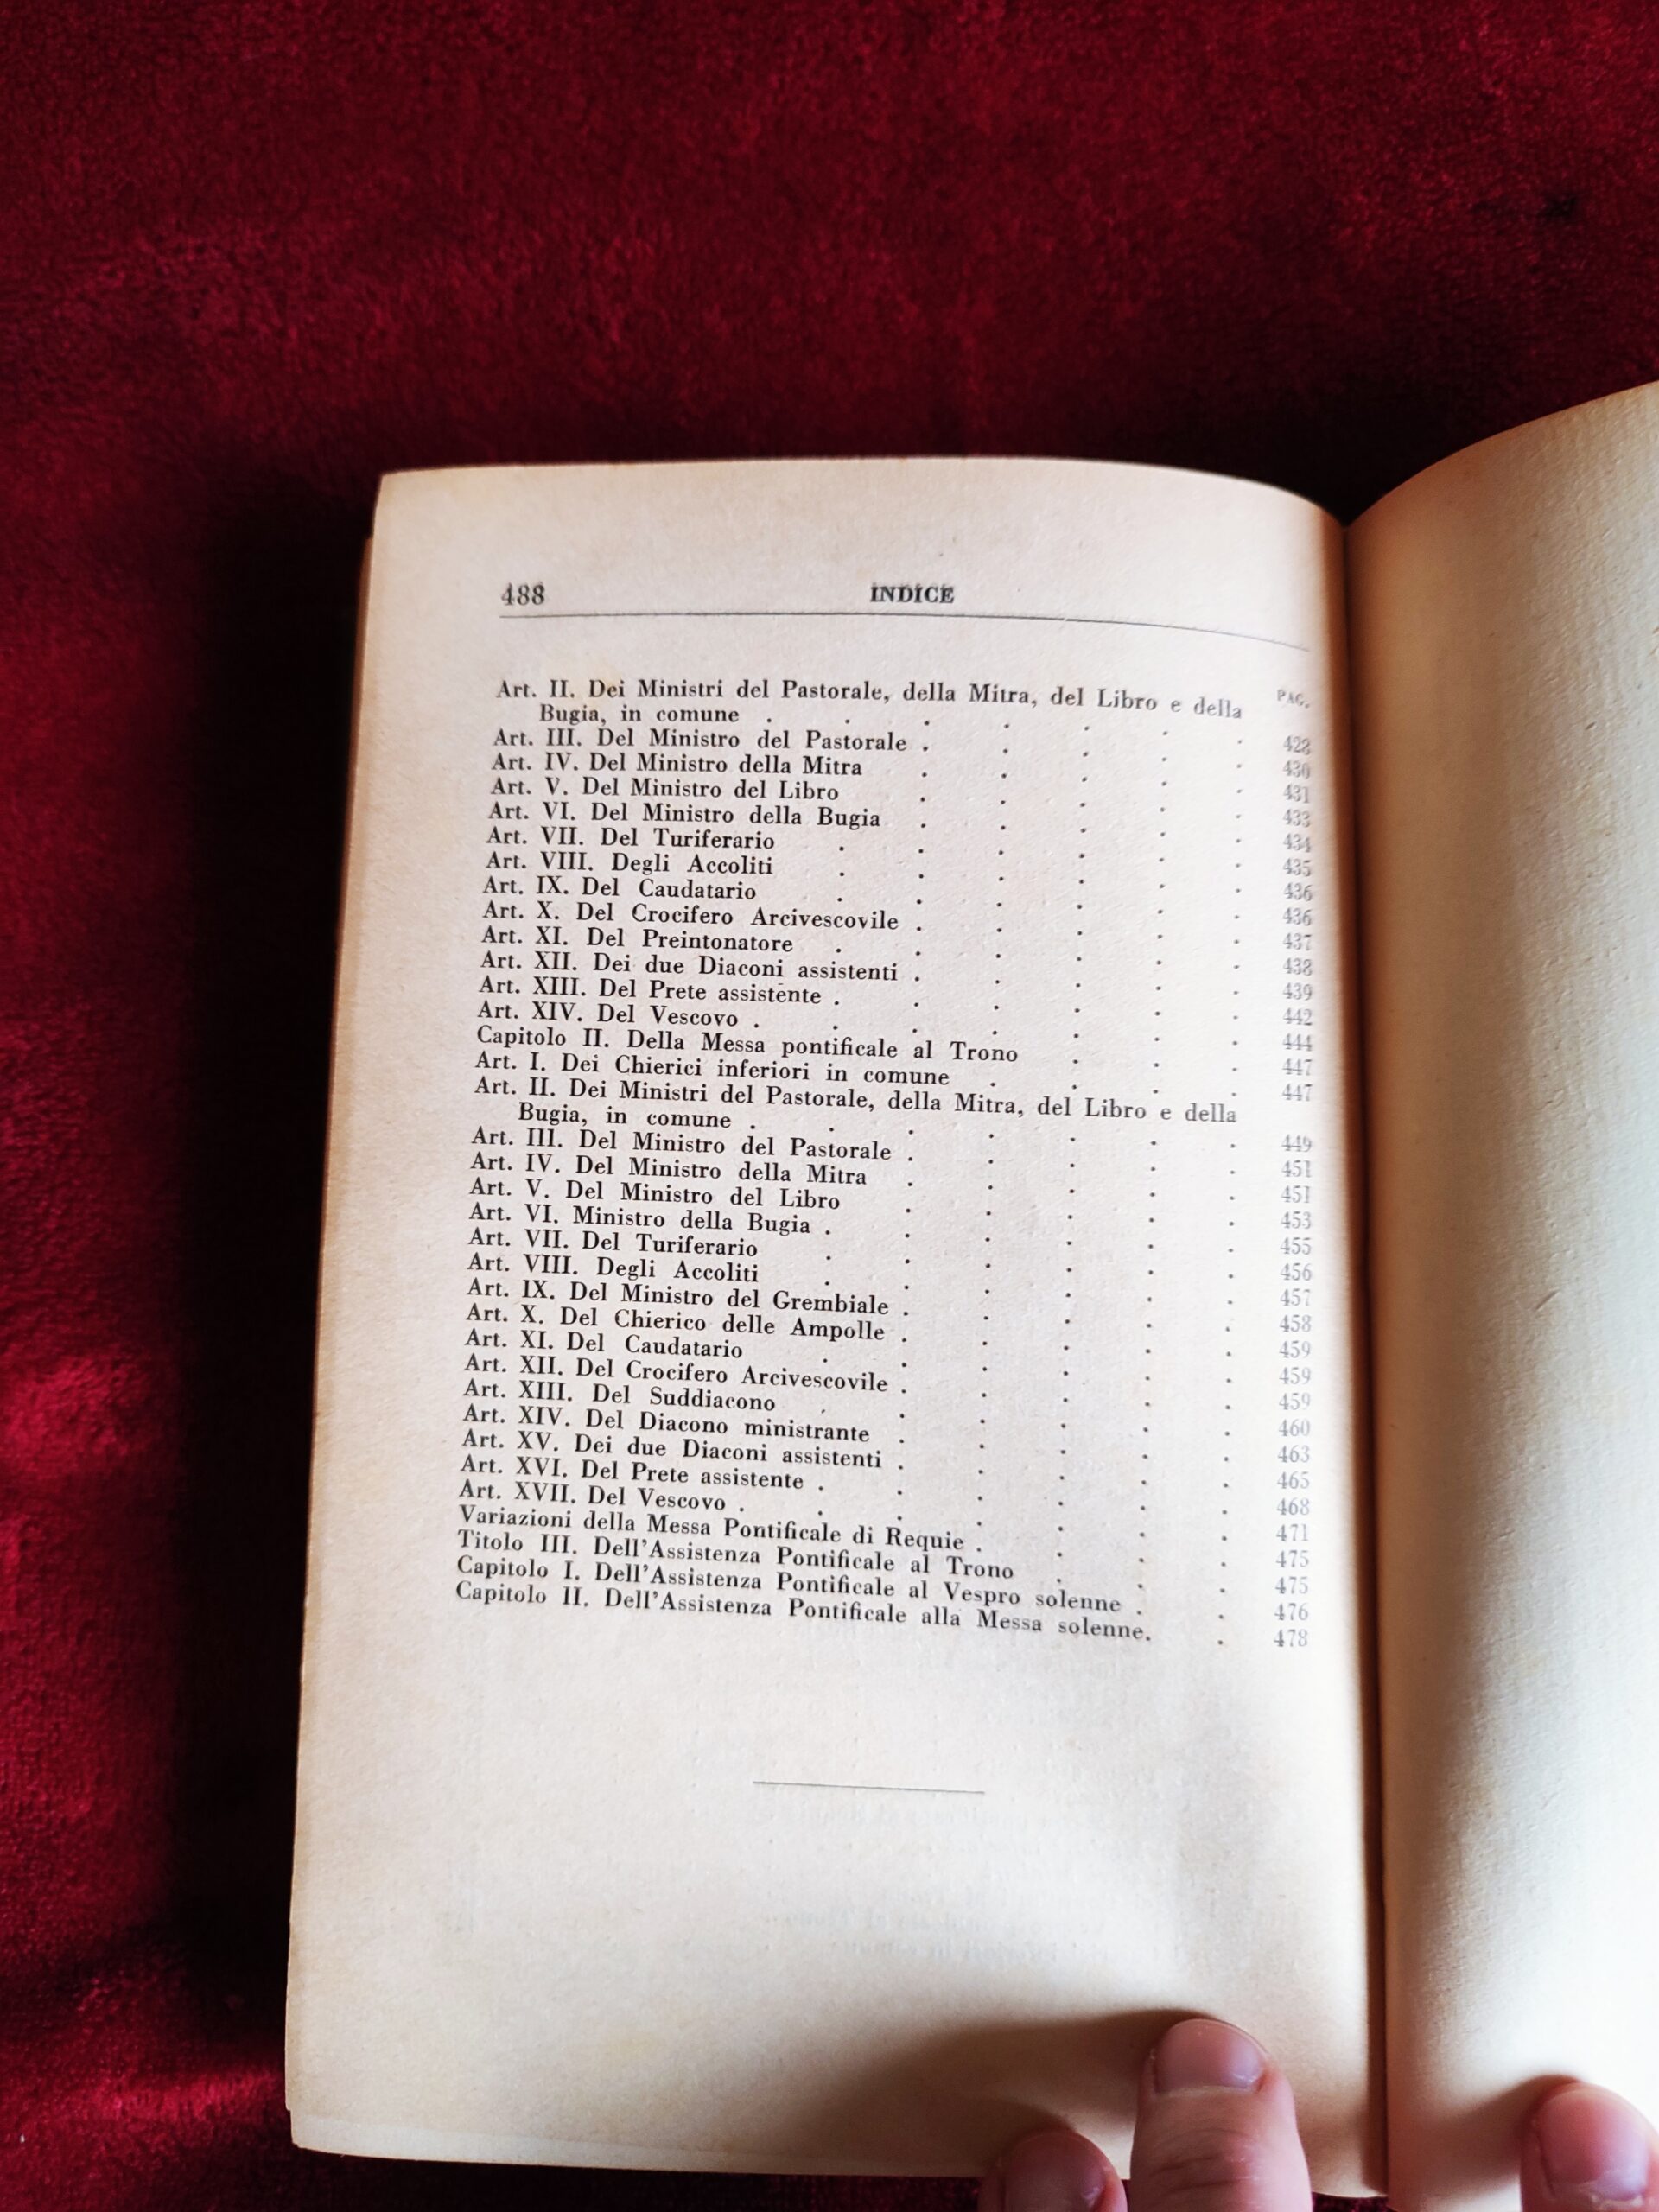 488 INDICE
PAG.
Art. II. Dei Ministri del Pastorale, della Mitra, del Libro e della
Bugia, in comune . . . . . . . 428
Art. III. Del Ministro del Pastorale . . . . . 430
Art. IV. Del Ministro della Mitra . . . . . 431
Art. V. Del Ministro del Libro . . . . . 433
Art. VI. Del Ministro della Bugia . . . . . 434
Art. VII. Del Turiferario . . . . . . 435
Art. VIII. Degli Accoliti . . . . . . 436
Art. IX. Del Caudatario . . . . . . 436
Art. X. Del Crocifero Arcivescovile . . . . . 437
Art. XI. Del Preintonatore . . . . . . 438
Art. XII. Dei due Diaconi assistenti . . . . . 439
Art. XIII. Del Prete assistente . . . . . . 442
Art. XIV. Del Vescovo . . . . . . . 444
Capitolo II. Della Messa pontificale al Trono . . . 447
Art. I. Dei Chierici inferiori in comune . . . . 447
Art. II. Dei Ministri del Pastorale, della Mitra, del Libro e della
Bugia, in comune . . . . . . . 449
Art. III. Del Ministro del Pastorale . . . . . 451
Art. IV. Del Ministro della Mitra . . . . . 451
Art. V. Del Ministro del Libro . . . . . 453
Art. VI. Ministro della Bugia . . . . . . 455
Art. VII. Del Turiferario . . . . . . 456
Art. VIII. Degli Accoliti . . . . . . 457
Art. IX. Del Ministro del Grembiale . . . . . 458
Art. X. Del Chierico delle Ampolle . . . . . 459
Art. XI. Del Caudatario . . . . . . 459
Art. XII. Del Crocifero Arcivescovile . . . . . 459
Art. XIII. Del Suddiacono . . . . . . 460
Art. XIV. Del Diacono ministrante . . . . . 463
Art. XV. Dei due Diaconi assistenti . . . . . 465
Art. XVI. Del Prete assistente . . . . . . 468
Art. XVII. Del Vescovo . . . . . . . 471
Variazioni della Messa Pontificale di Requie . . . . 475
Titolo III. Dell'Assistenza Pontificale al Trono . . . 475
Capitolo I. Dell'Assistenza Pontificale al Vespro solenne . . 476
Capitolo II. Dell'Assistenza Pontificale alla Messa solenne. . 478